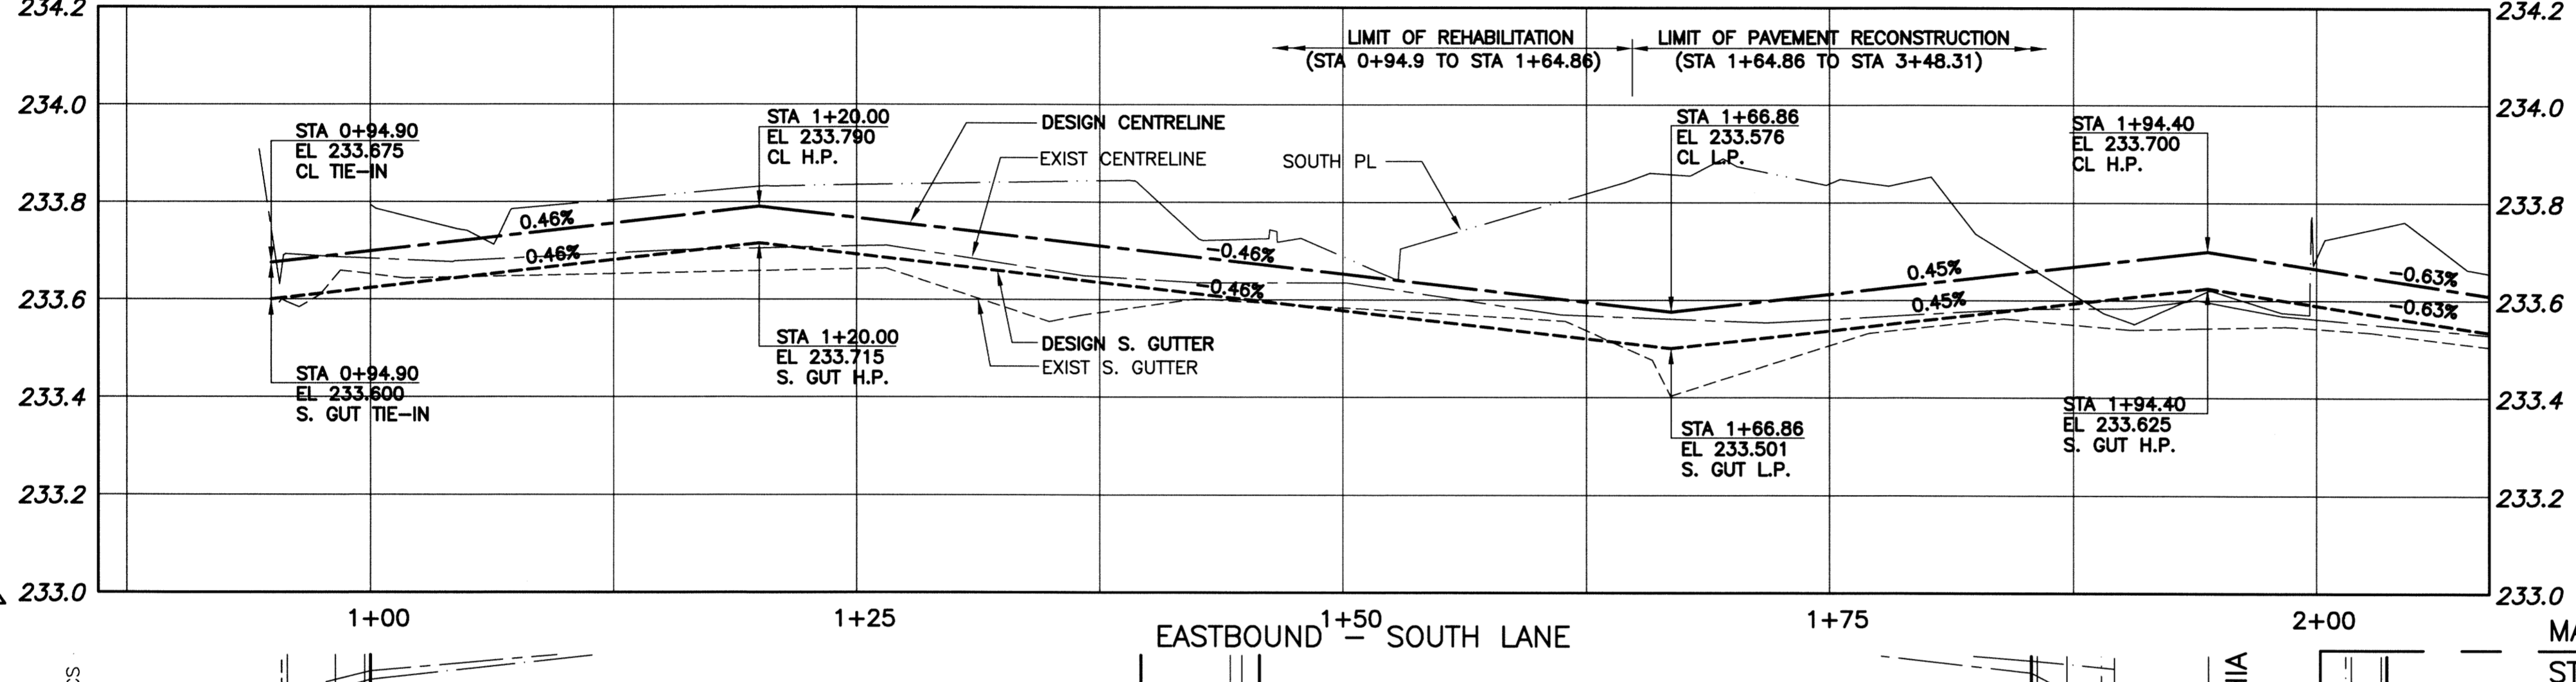 234.2
234.2
LIMIT OF REHABILITATION
(STA 0+94.9 TO STA 1+64.86)
LIMIT OF PAVEMENT RECONSTRUCTION
(STA 1+64.86 TO STA 3+48.31)
234.0
234.0
STA 0+94.90
EL 233.675
CL TIE-IN
STA 1+20.00
EL 233.790
CL H.P.
DESIGN CENTRELINE
EXIST CENTRELINE
SOUTH PL
STA 1+66.86
EL 233.576
CL L.P.
STA 1+94.40
EL 233.700
CL H.P.
233.8
233.8
0.46%
0.46%
-0.46%
-0.46%
0.45%
0.45%
-0.63%
-0.63%
233.6
233.6
STA 0+94.90
EL 233.600
S. GUT TIE-IN
STA 1+20.00
EL 233.715
S. GUT H.P.
DESIGN S. GUTTER
EXIST S. GUTTER
STA 1+66.86
EL 233.501
S. GUT L.P.
STA 1+94.40
EL 233.625
S. GUT H.P.
233.4
233.4
233.2
233.2
233.0
233.0
1+00
1+25
1+50
1+75
2+00
EASTBOUND - SOUTH LANE